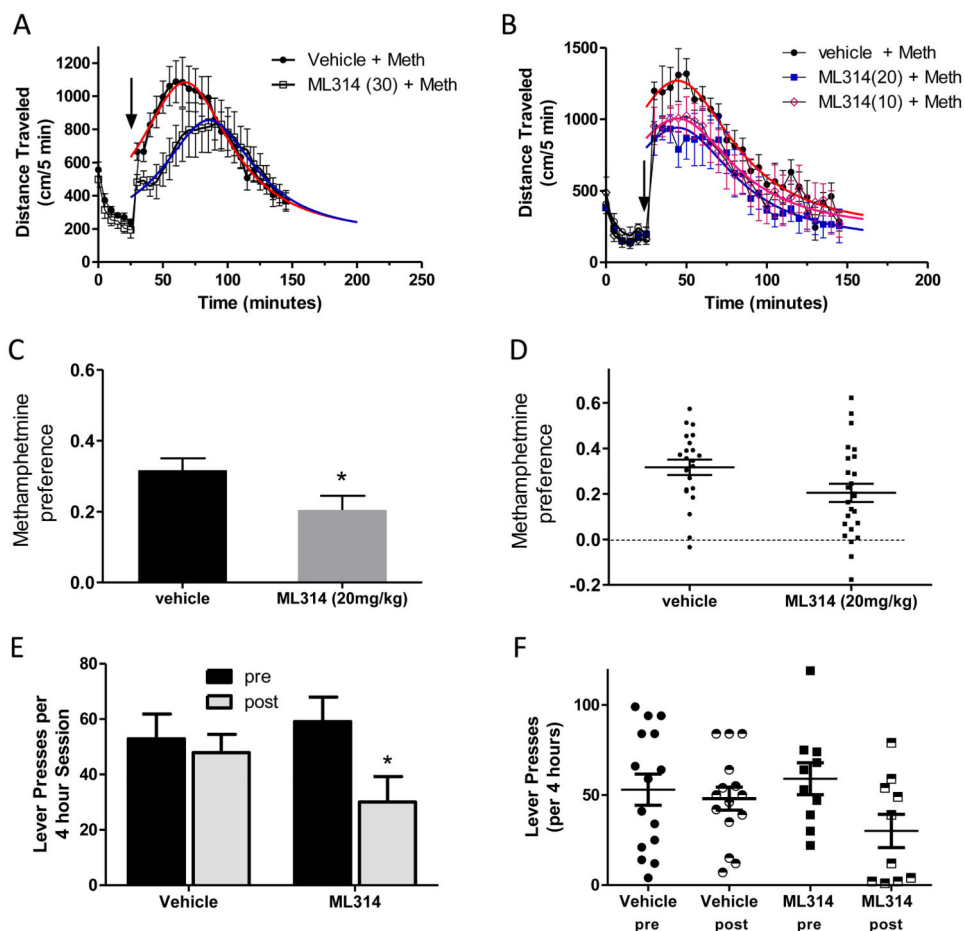 A
Vehicle + Meth
ML314 (30) + Meth
Distance Traveled
(cm/5 min)
1200
1000
800
600
400
200
0
0 50 100 150 200 250
Time (minutes)
B
vehicle + Meth
ML314(20) + Meth
ML314(10) + Meth
Distance Traveled
(cm/5 min)
1500
1000
500
0
0 50 100 150 200
Time (minutes)
C
Methamphetmine
preference
0.6
0.4
0.2
0.0
*
vehicle ML314 (20mg/kg)
D
Methamphetmine
preference
0.6
0.4
0.2
0.0
-0.2
vehicle ML314 (20mg/kg)
E
Lever Presses per
4 hour Session
80
60
40
20
0
pre
post
*
Vehicle ML314
F
Lever Presses
(per 4 hours)
100
50
0
Vehicle Vehicle ML314 ML314
pre post pre post